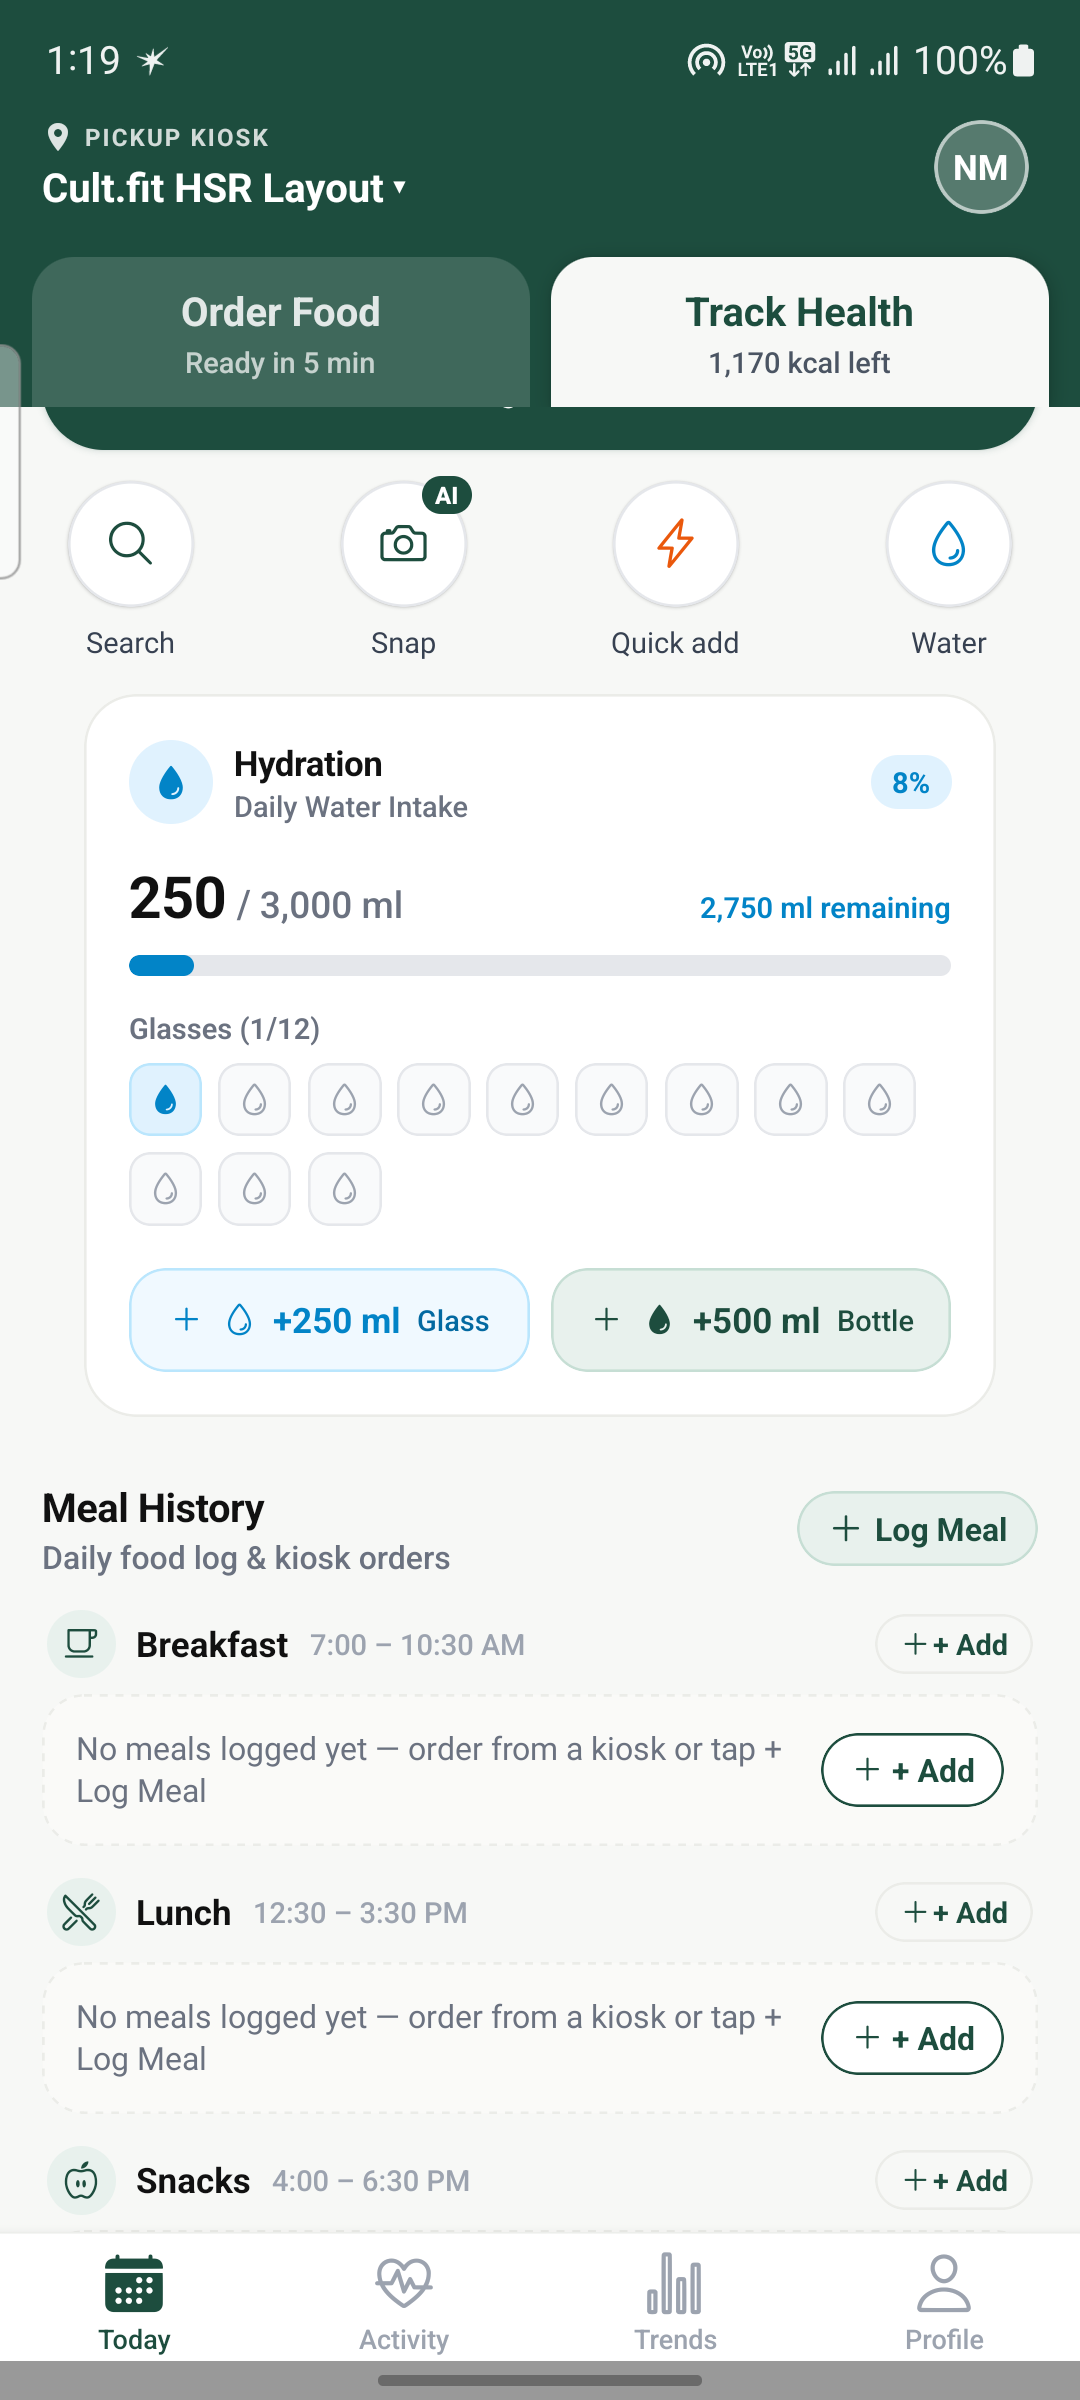 1:19
Vo)) LTE1 5G 100%
PICKUP KIOSK
Cult.fit HSR Layout
NM
Order Food
Ready in 5 min
Track Health
1,170 kcal left
AI
Search
Snap
Quick add
Water
Hydration
Daily Water Intake
8%
250 / 3,000 ml
2,750 ml remaining
Glasses (1/12)
+ +250 ml Glass
+ +500 ml Bottle
Meal History
Daily food log & kiosk orders
+ Log Meal
Breakfast 7:00 – 10:30 AM
+ + Add
No meals logged yet — order from a kiosk or tap +
Log Meal
+ + Add
Lunch 12:30 – 3:30 PM
+ + Add
No meals logged yet — order from a kiosk or tap +
Log Meal
+ + Add
Snacks 4:00 – 6:30 PM
+ + Add
Today
Activity
Trends
Profile